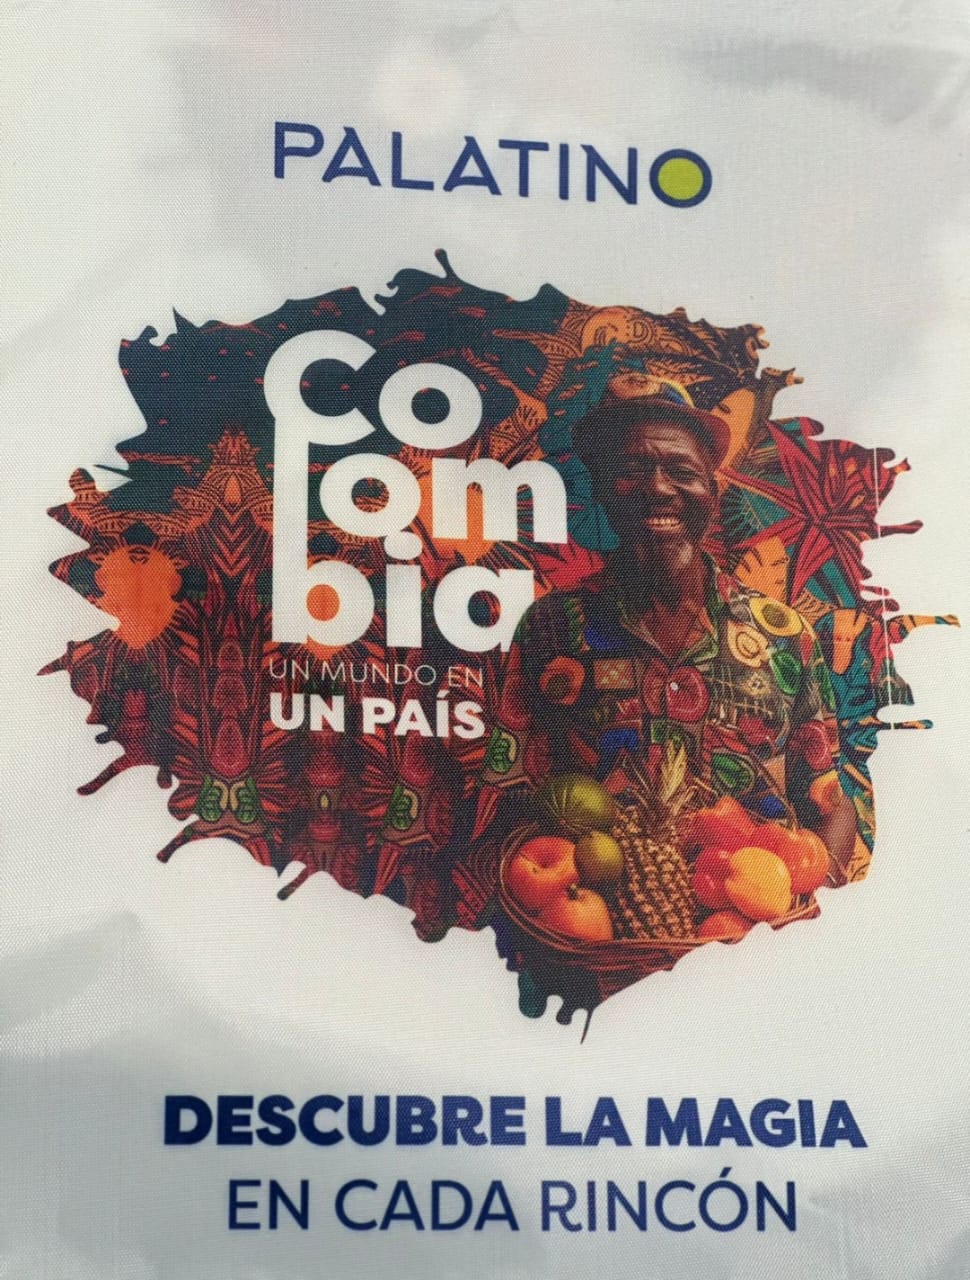 PALATINO
Co
lom
bia
UN MUNDO EN
UN PAÍS
DESCUBRE LA MAGIA
EN CADA RINCÓN